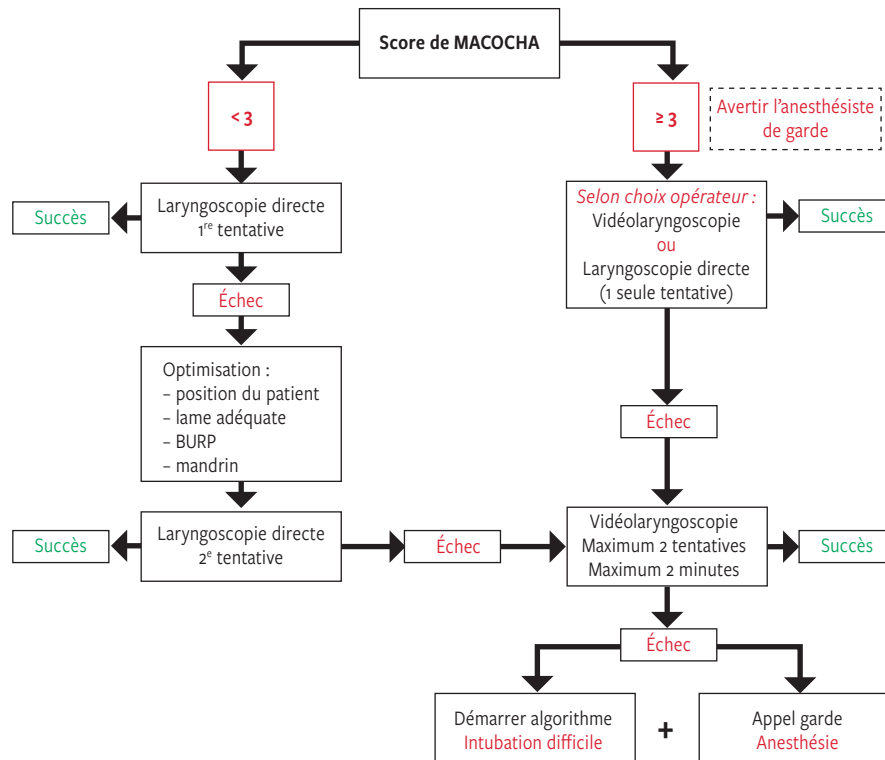 Score de MACOCHA
< 3
≥ 3
Avertir l’anesthésiste
de garde
Succès
Laryngoscopie directe
1re tentative
Selon choix opérateur :
Vidéolaryngoscopie
ou
Laryngoscopie directe
(1 seule tentative)
Succès
Échec
Optimisation :
– position du patient
– lame adéquate
– BURP
– mandrin
Échec
Succès
Laryngoscopie directe
2e tentative
Échec
Vidéolaryngoscopie
Maximum 2 tentatives
Maximum 2 minutes
Succès
Échec
Démarrer algorithme
Intubation difficile
+
Appel garde
Anesthésie